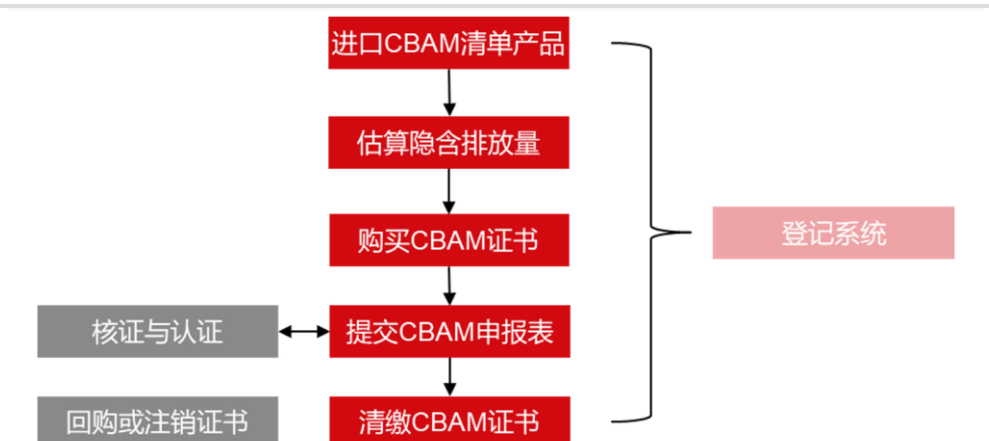 进口CBAM清单产品
估算隐含排放量
购买CBAM证书
登记系统
核证与认证
提交CBAM申报表
回购或注销证书
清缴CBAM证书